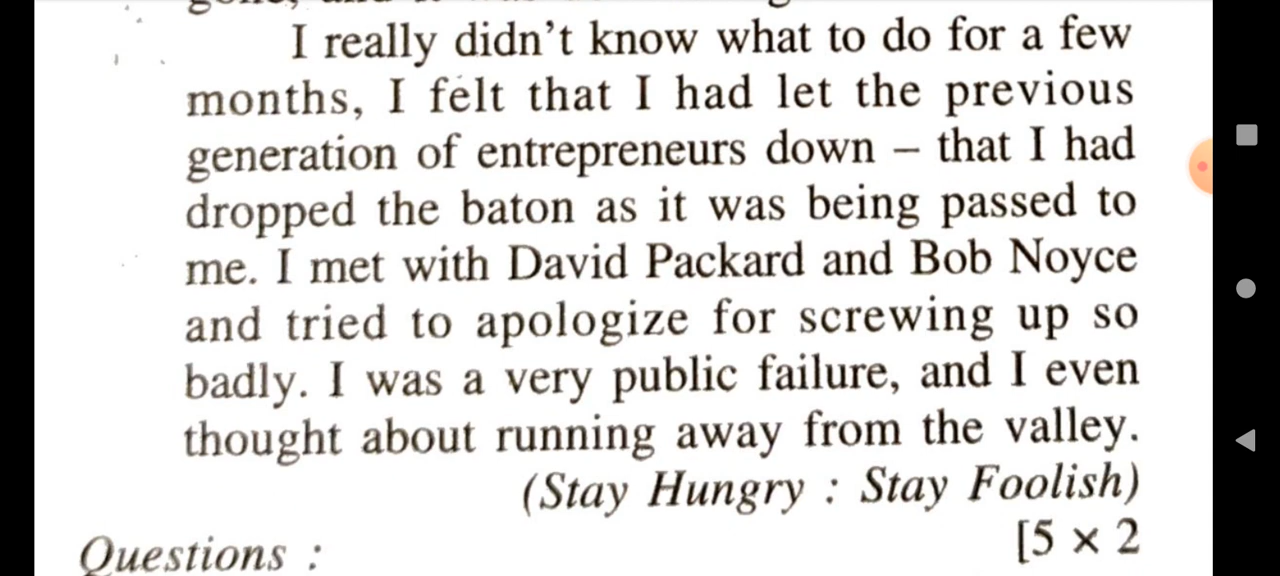 I really didn't know what to do for a few
months, I felt that I had let the previous
generation of entrepreneurs down – that I had
dropped the baton as it was being passed to
me. I met with David Packard and Bob Noyce
and tried to apologize for screwing up so
badly. I was a very public failure, and I even
thought about running away from the valley.
(Stay Hungry : Stay Foolish)
Questions : [5 × 2